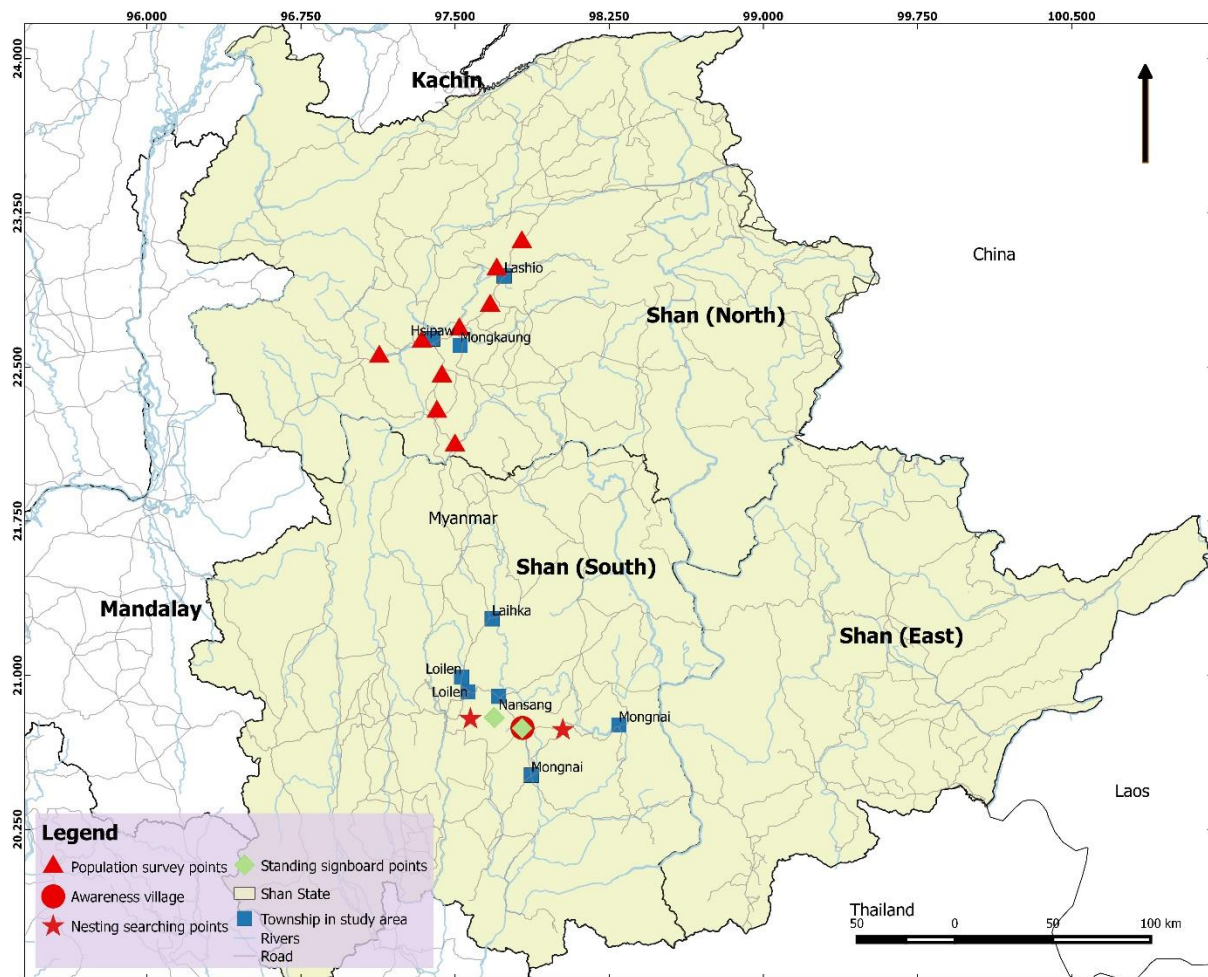 96.000 96.750 97.500 98.250 99.000 99.750 100.500
24.000
23.250
22.500
21.750
21.000
20.250
Kachin
China
Lashio
Shan (North)
Hsipaw
Mongkaung
Myanmar
Shan (South)
Mandalay
Laihka
Shan (East)
Loilen
Loilen
Nansang
Mongnai
Mongnai
Laos
Thailand
50 0 50 100 km
Legend
Population survey points
Awareness village
Nesting searching points
Standing signboard points
Shan State
Township in study area
Rivers
Road